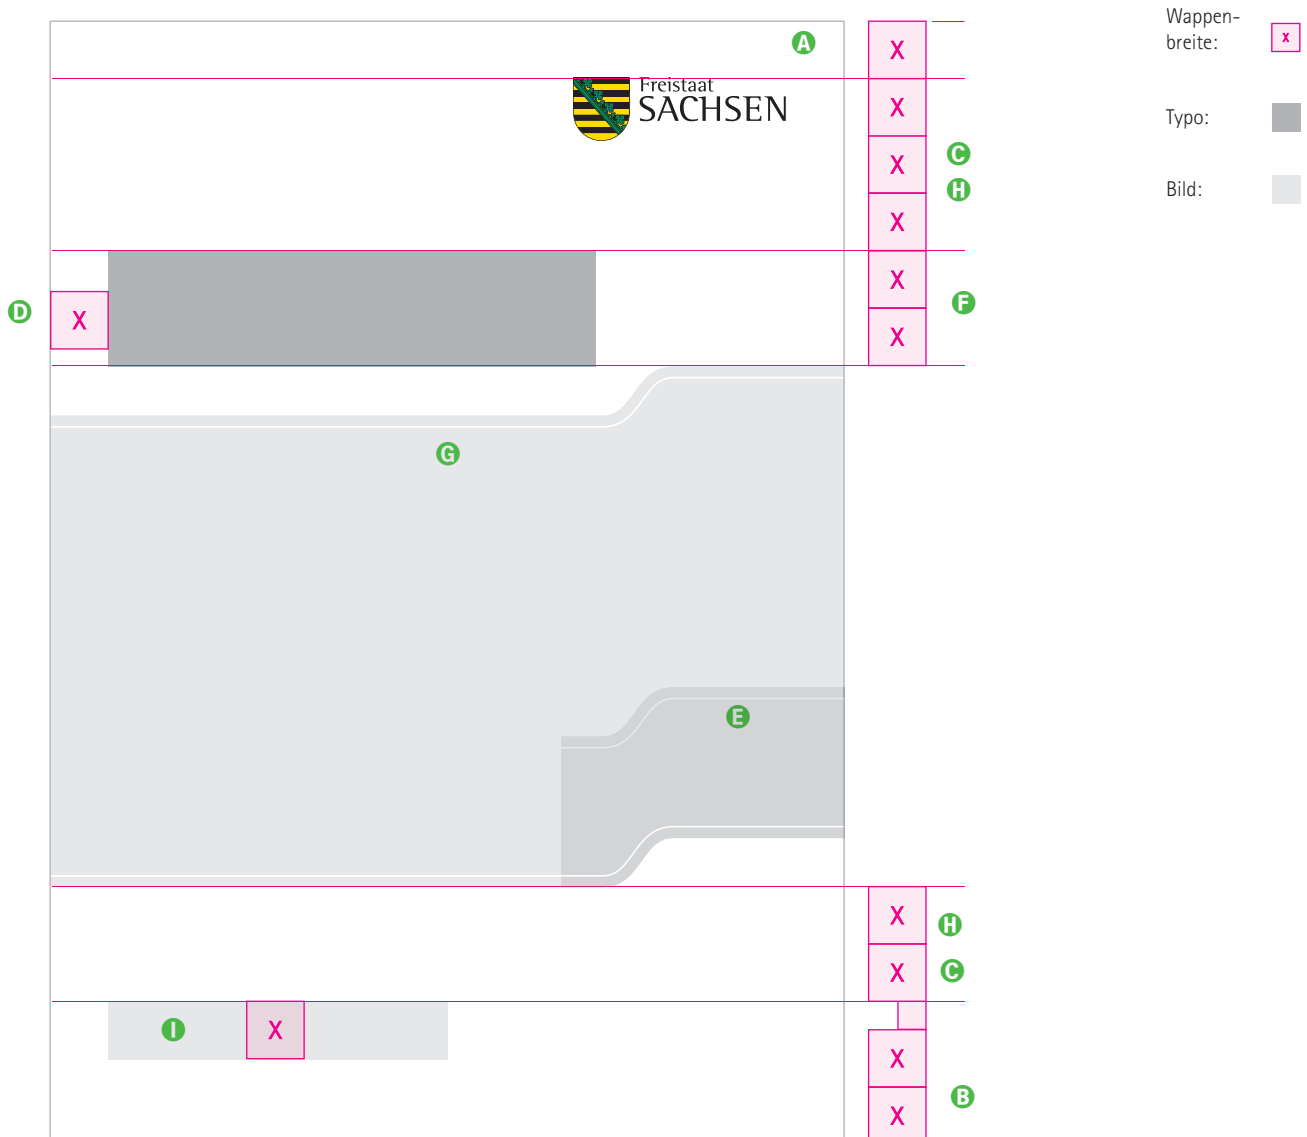 Wappen-
breite:
x
Typo:
Bild:
A
X
Freistaat
SACHSEN
X
X
C
H
X
X
F
D
X
X
G
E
X
H
X
C
I
X
X
B
X